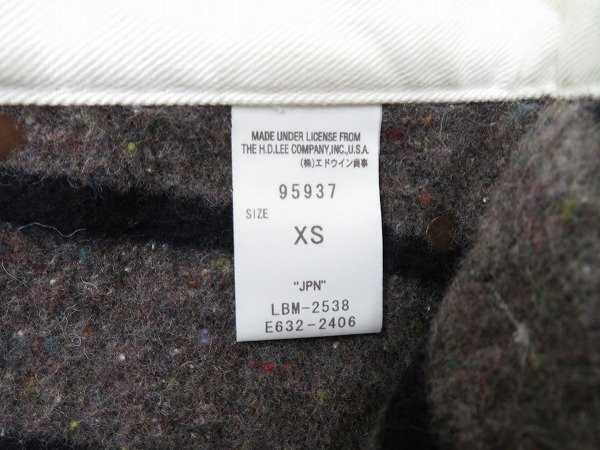 MADE UNDER LICENSE FROM
THE H.D.LEE COMPANY,INC.,U.S.A.
(株)エドウイン商事
95937
SIZE
XS
"JPN"
LBM-2538
E632-2406